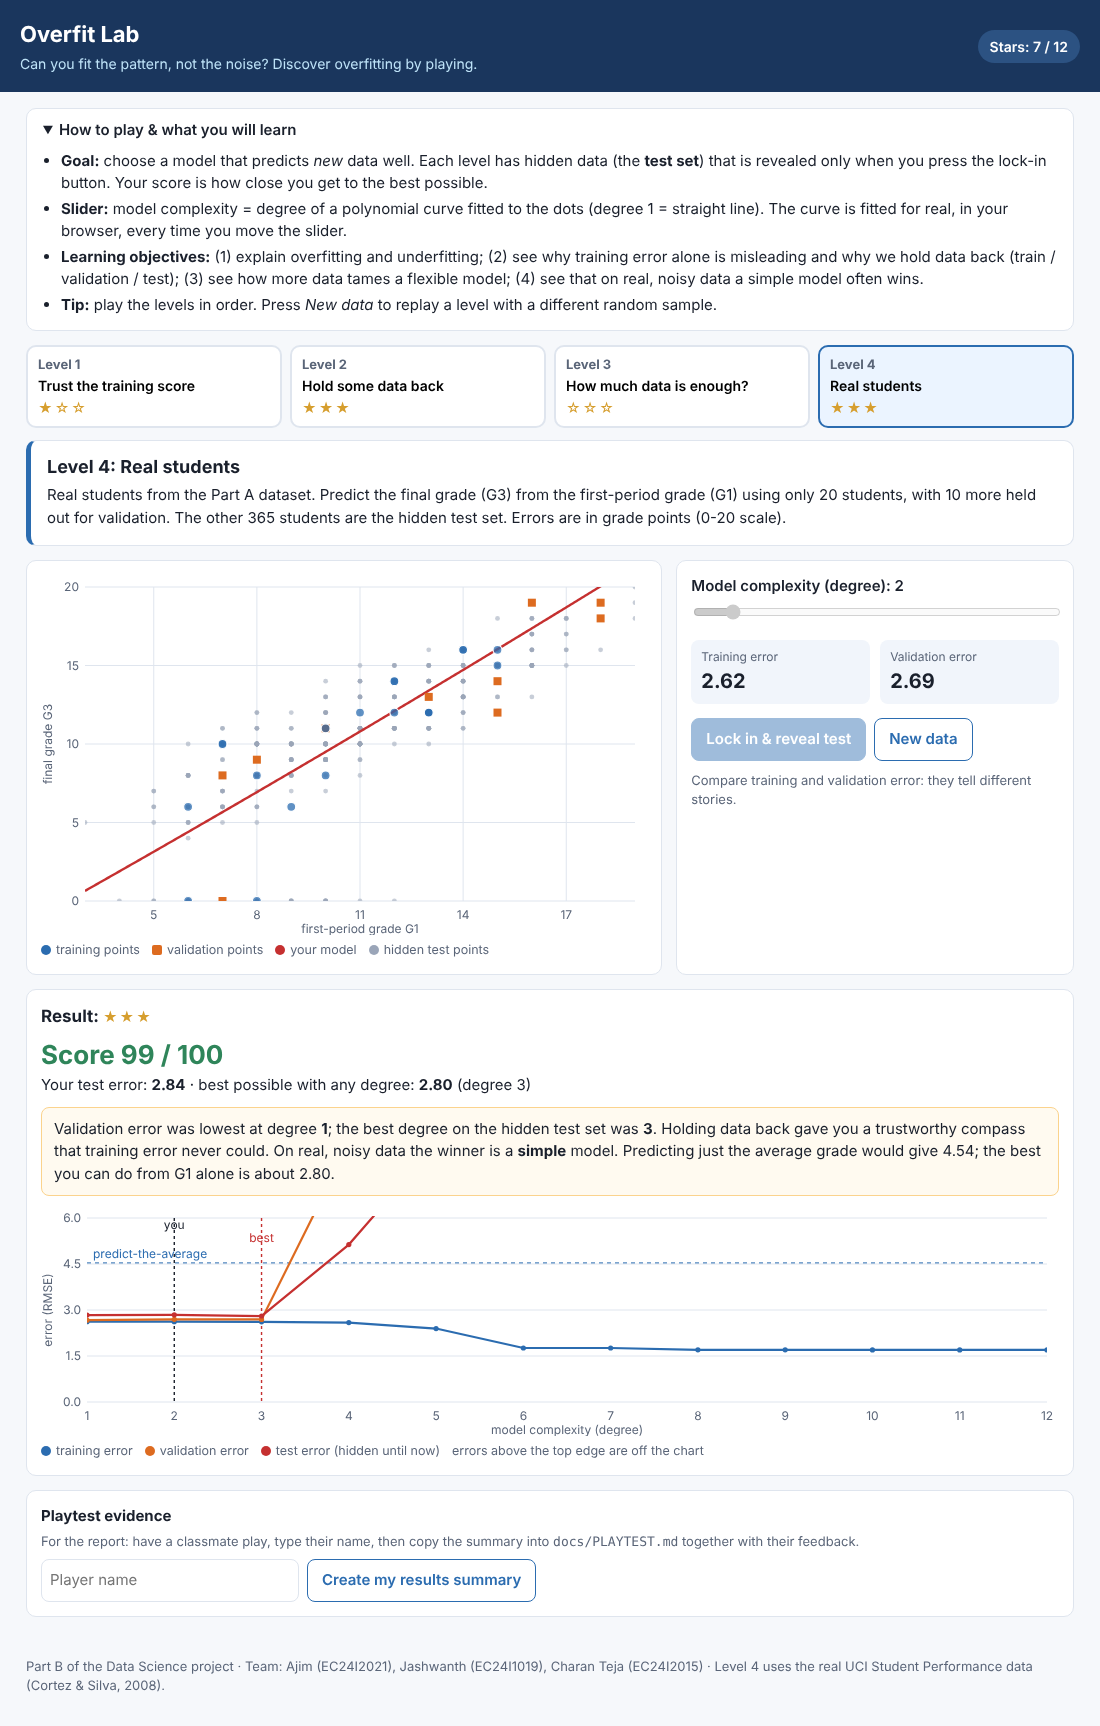 Overfit Lab
Can you fit the pattern, not the noise? Discover overfitting by playing.
Stars: 7 / 12
▼ How to play & what you will learn
• Goal: choose a model that predicts new data well. Each level has hidden data (the test set) that is revealed only when you press the lock-in
button. Your score is how close you get to the best possible.
• Slider: model complexity = degree of a polynomial curve fitted to the dots (degree 1 = straight line). The curve is fitted for real, in your
browser, every time you move the slider.
• Learning objectives: (1) explain overfitting and underfitting; (2) see why training error alone is misleading and why we hold data back (train /
validation / test); (3) see how more data tames a flexible model; (4) see that on real, noisy data a simple model often wins.
• Tip: play the levels in order. Press New data to replay a level with a different random sample.
Level 1
Trust the training score
★☆☆
Level 2
Hold some data back
★★★
Level 3
How much data is enough?
☆☆☆
Level 4
Real students
★★★
Level 4: Real students
Real students from the Part A dataset. Predict the final grade (G3) from the first-period grade (G1) using only 20 students, with 10 more held
out for validation. The other 365 students are the hidden test set. Errors are in grade points (0-20 scale).
20
15
10
5
0
final grade G3
5 8 11 14 17
first-period grade G1
training points validation points your model hidden test points
Model complexity (degree): 2
Training error
2.62
Validation error
2.69
Lock in & reveal test
New data
Compare training and validation error: they tell different
stories.
Result: ★★★
Score 99 / 100
Your test error: 2.84 · best possible with any degree: 2.80 (degree 3)
Validation error was lowest at degree 1; the best degree on the hidden test set was 3. Holding data back gave you a trustworthy compass
that training error never could. On real, noisy data the winner is a simple model. Predicting just the average grade would give 4.54; the best
you can do from G1 alone is about 2.80.
6.0
4.5
3.0
1.5
0.0
error (RMSE)
you
best
predict-the-average
1 2 3 4 5 6 7 8 9 10 11 12
model complexity (degree)
training error validation error test error (hidden until now) errors above the top edge are off the chart
Playtest evidence
For the report: have a classmate play, type their name, then copy the summary into docs/PLAYTEST.md together with their feedback.
Player name
Create my results summary
Part B of the Data Science project · Team: Ajim (EC24I2021), Jashwanth (EC24I1019), Charan Teja (EC24I2015) · Level 4 uses the real UCI Student Performance data
(Cortez & Silva, 2008).